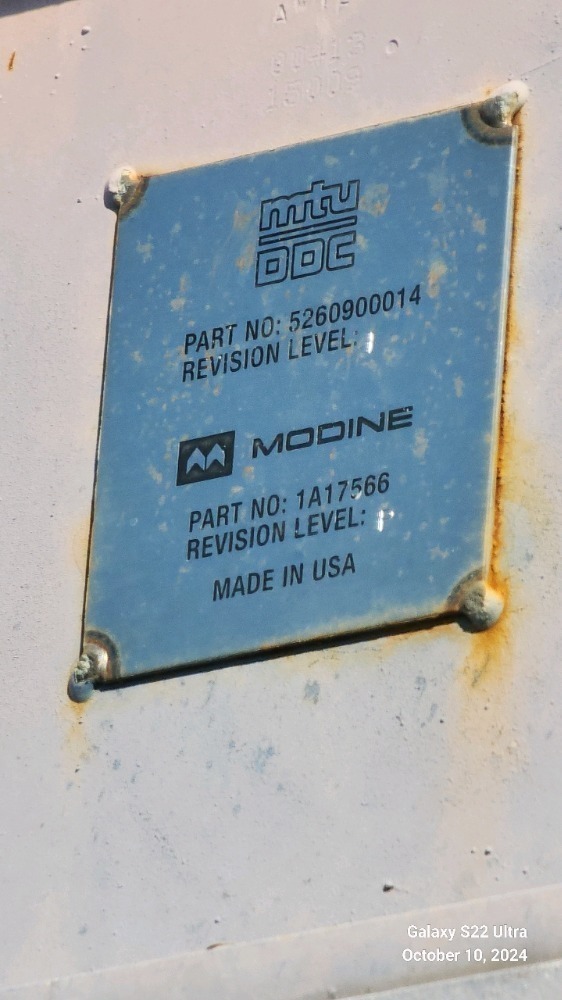 mtu
DDC
PART NO: 5260900014
REVISION LEVEL:
MODINE
PART NO: 1A17566
REVISION LEVEL:
MADE IN USA
Galaxy S22 Ultra
October 10, 2024